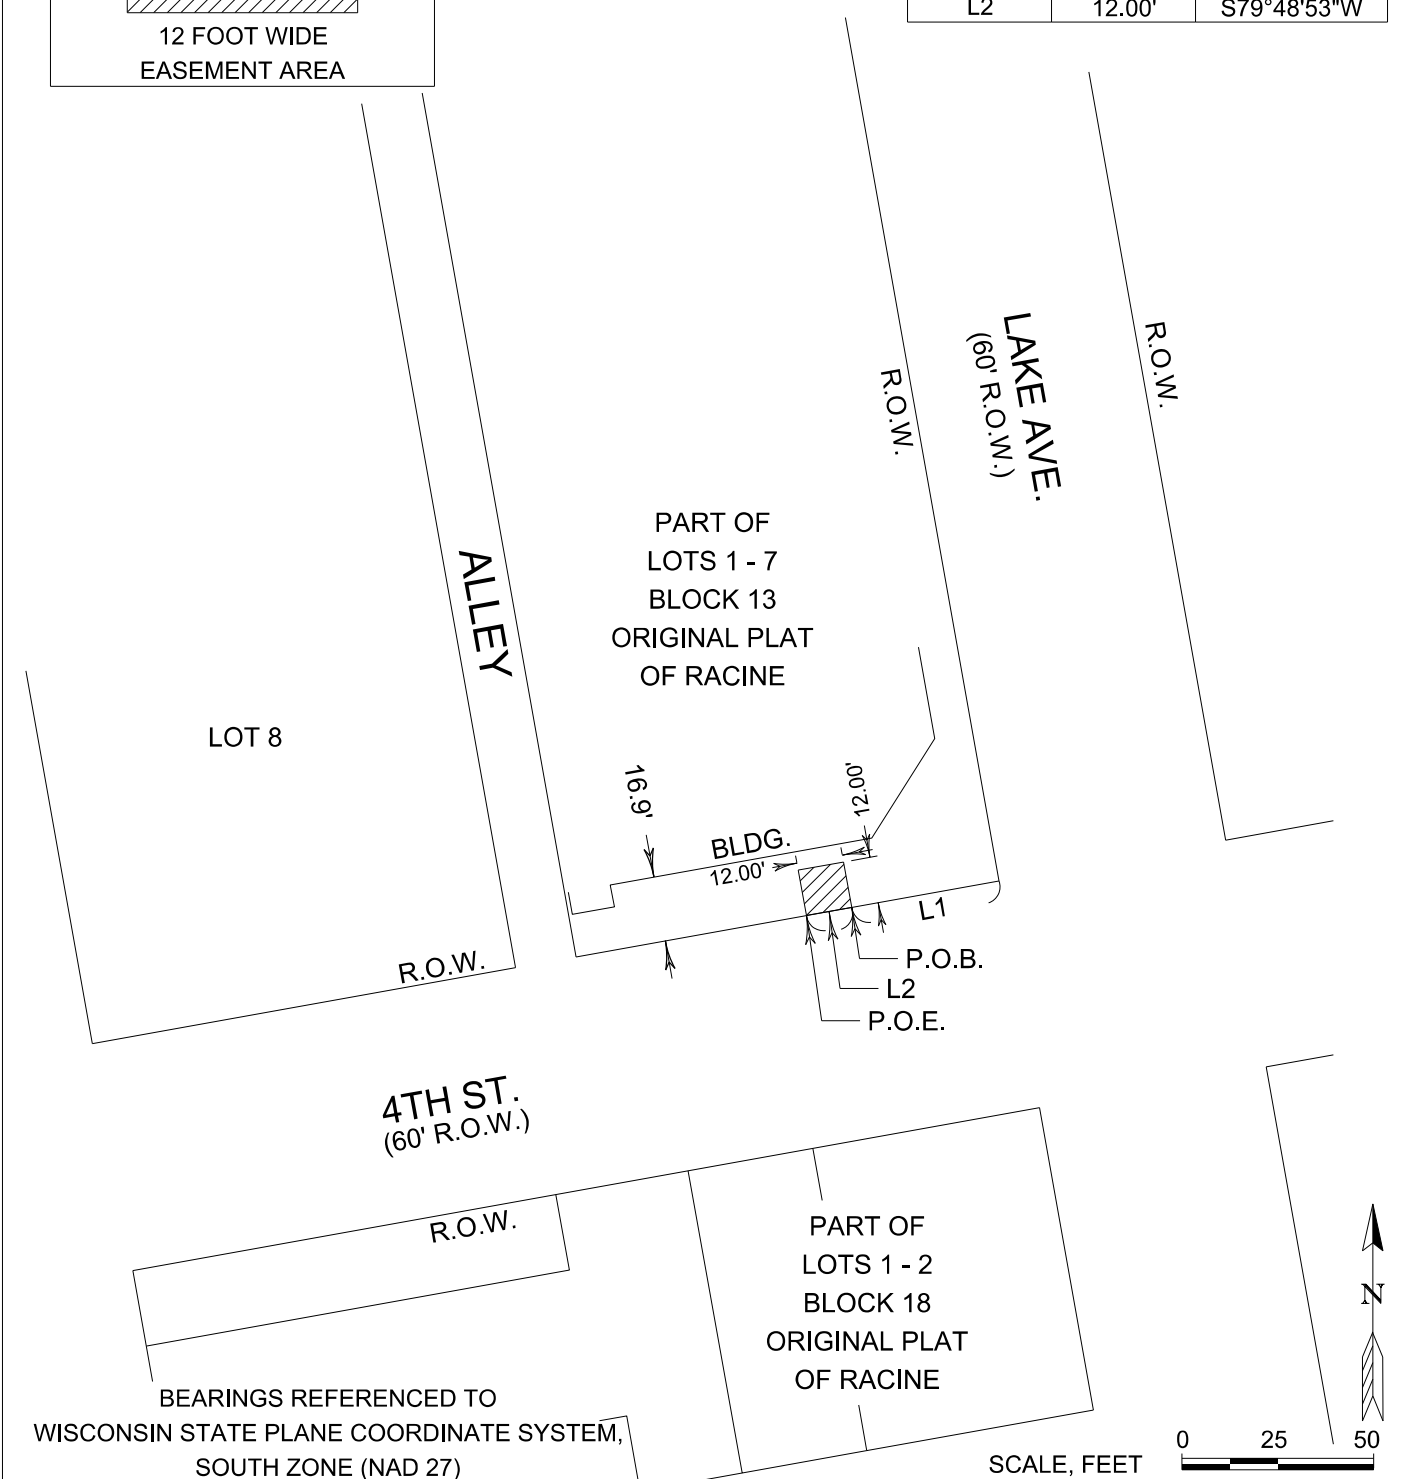 12 FOOT WIDE
EASEMENT AREA
L2 12.00' S79°48'53"W
LAKE AVE.
(60' R.O.W.)
R.O.W.
R.O.W.
ALLEY
PART OF
LOTS 1 - 7
BLOCK 13
ORIGINAL PLAT
OF RACINE
LOT 8
16.9'
12.00'
BLDG.
12.00'
L1
P.O.B.
L2
P.O.E.
R.O.W.
4TH ST.
(60' R.O.W.)
R.O.W.
PART OF
LOTS 1 - 2
BLOCK 18
ORIGINAL PLAT
OF RACINE
N
BEARINGS REFERENCED TO
WISCONSIN STATE PLANE COORDINATE SYSTEM,
SOUTH ZONE (NAD 27)
SCALE, FEET
0 25 50